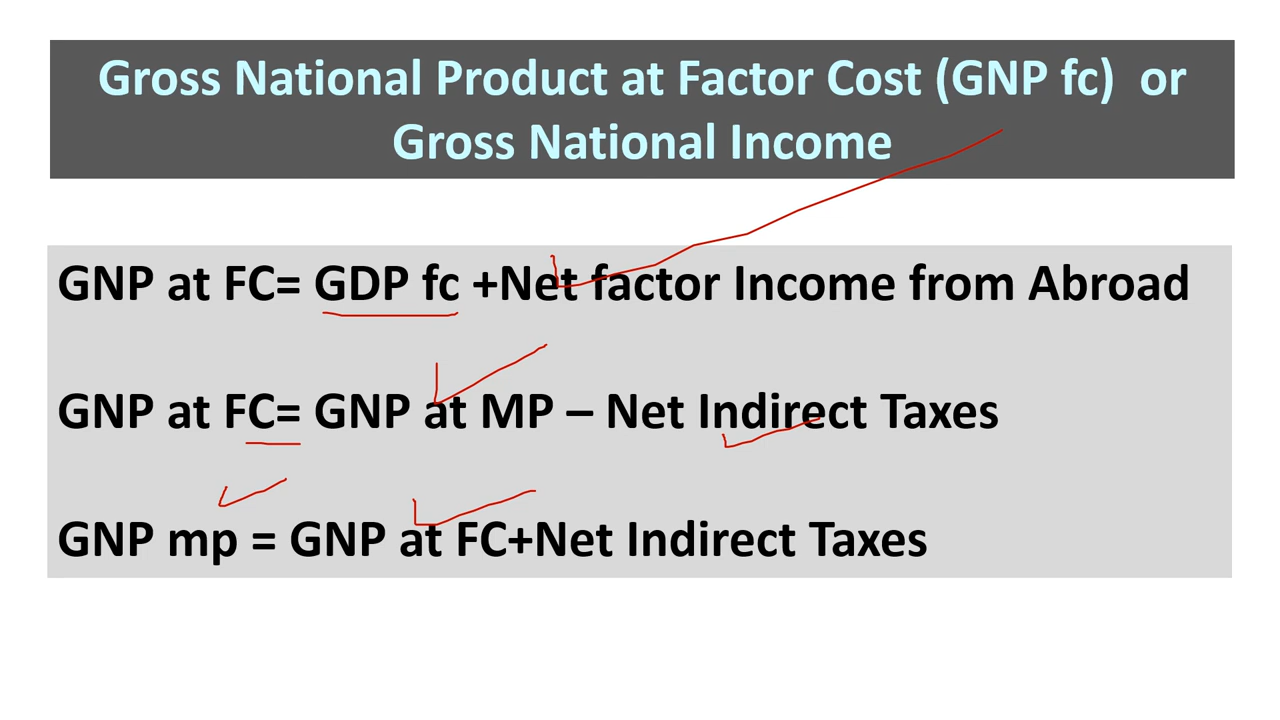 Gross National Product at Factor Cost (GNP fc) or
Gross National Income
GNP at FC= GDP fc +Net factor Income from Abroad
GNP at FC= GNP at MP – Net Indirect Taxes
GNP mp = GNP at FC+Net Indirect Taxes